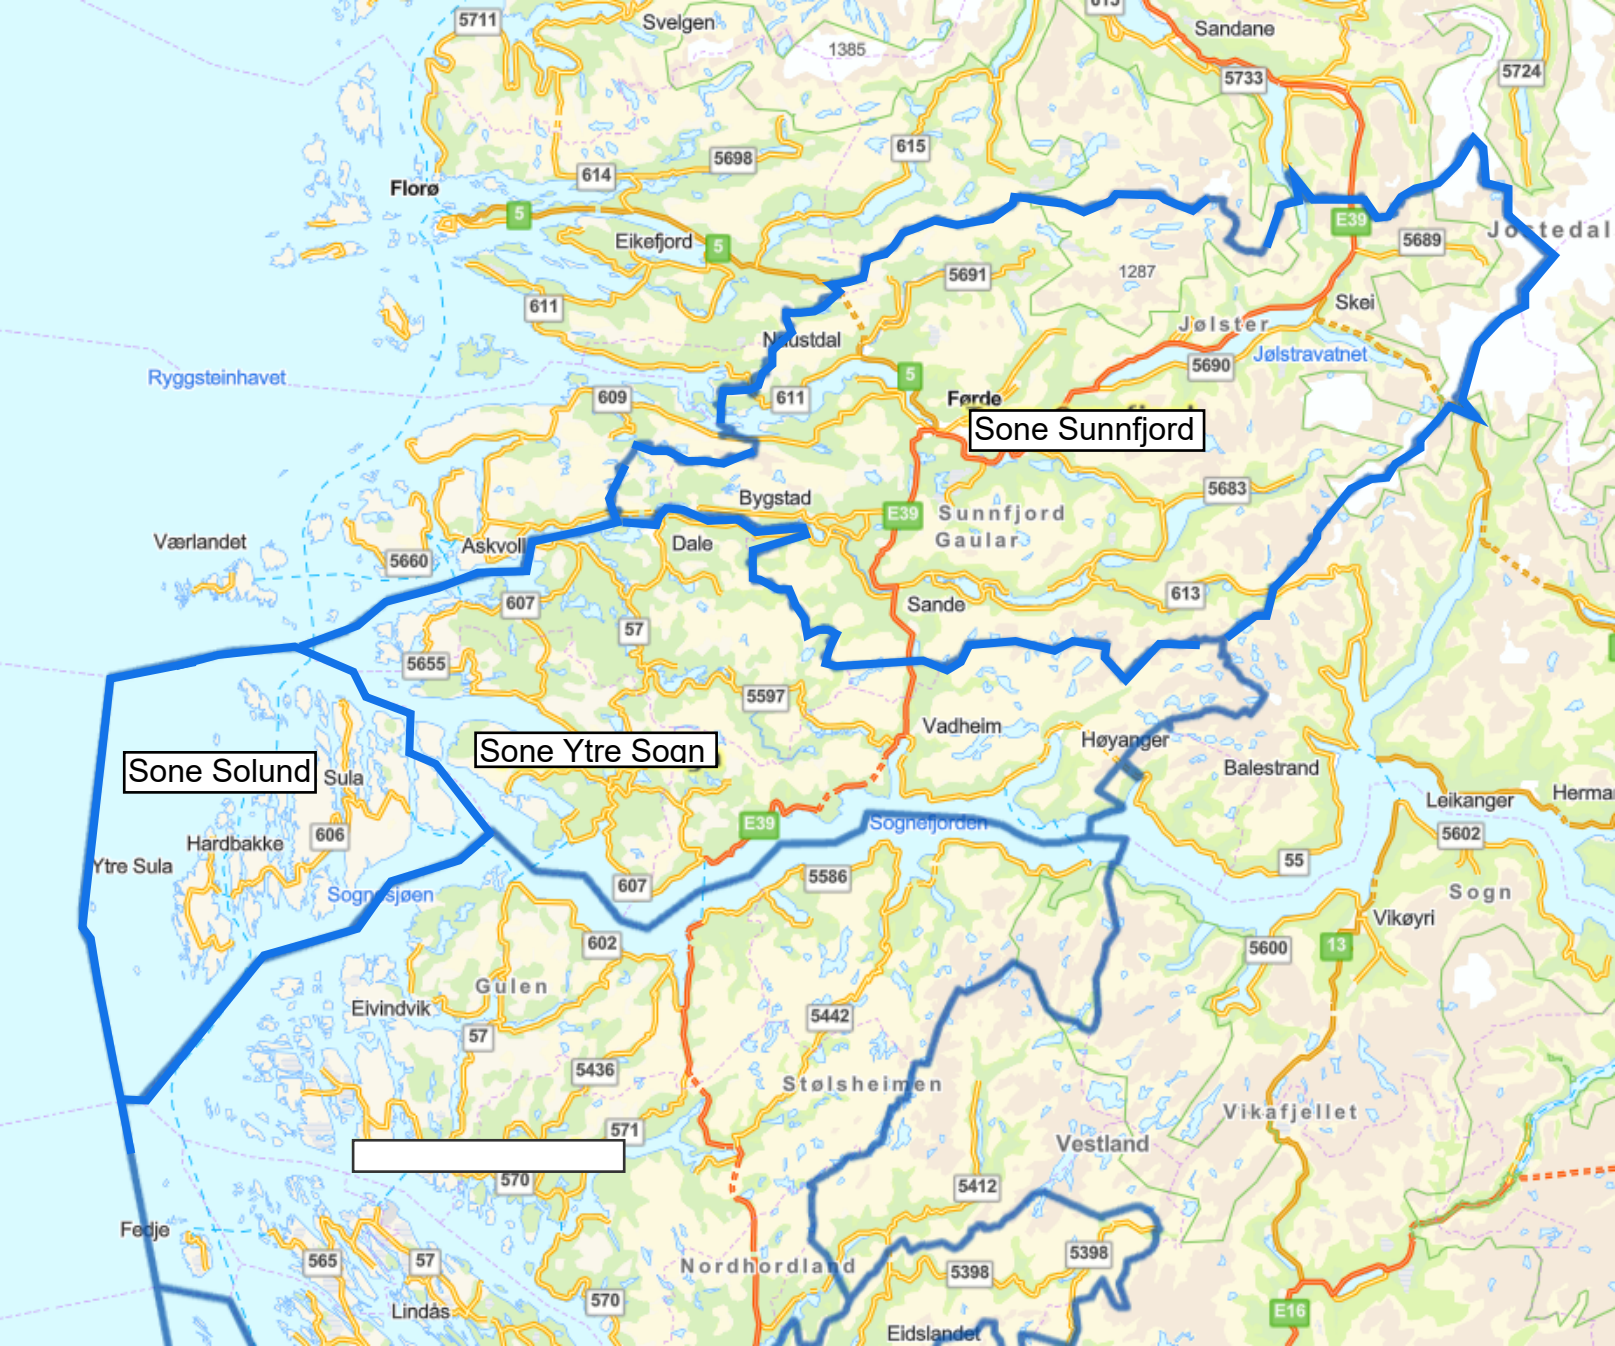 5711
Svelgen
615
Sandane
1385
5733
5724
5698
615
614
Florø
5
Eikefjord
5
E39
5689
5691
1287
611
Skei
Jølster
Naustdal
Jølstravatnet
5690
Ryggsteinhavet
5
609
611
Førde
Sone Sunnfjord
5683
Bygstad
E39
Sunnfjord
Gaular
Værlandet
Askvoll
Dale
5660
613
607
Sande
57
5655
5597
Vadheim
Høyanger
Sone Ytre Sogn
Sone Solund
Sula
Balestrand
Leikanger
606
Hardbakke
E39
Sognefjorden
5602
Ytre Sula
55
Sognesjøen
607
5586
Sogn
Vikøyri
602
5600
13
Gulen
Eivindvik
5442
57
5436
Stølsheimen
Vikafjellet
571
Vestland
570
5412
Fedje
565
57
5398
5398
Nordhordland
570
Lindås
E16
Eidslandet